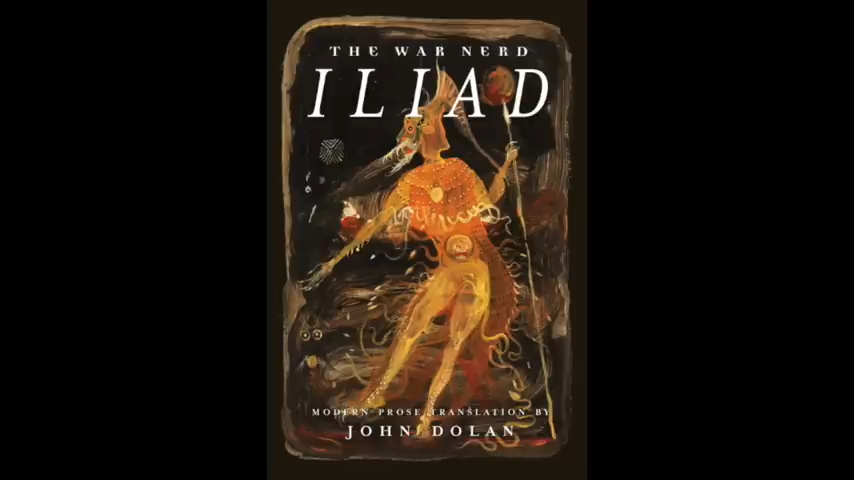 THE WAR NERD
ILIAD
MODERN PROSE TRANSLATION BY
JOHN DOLAN